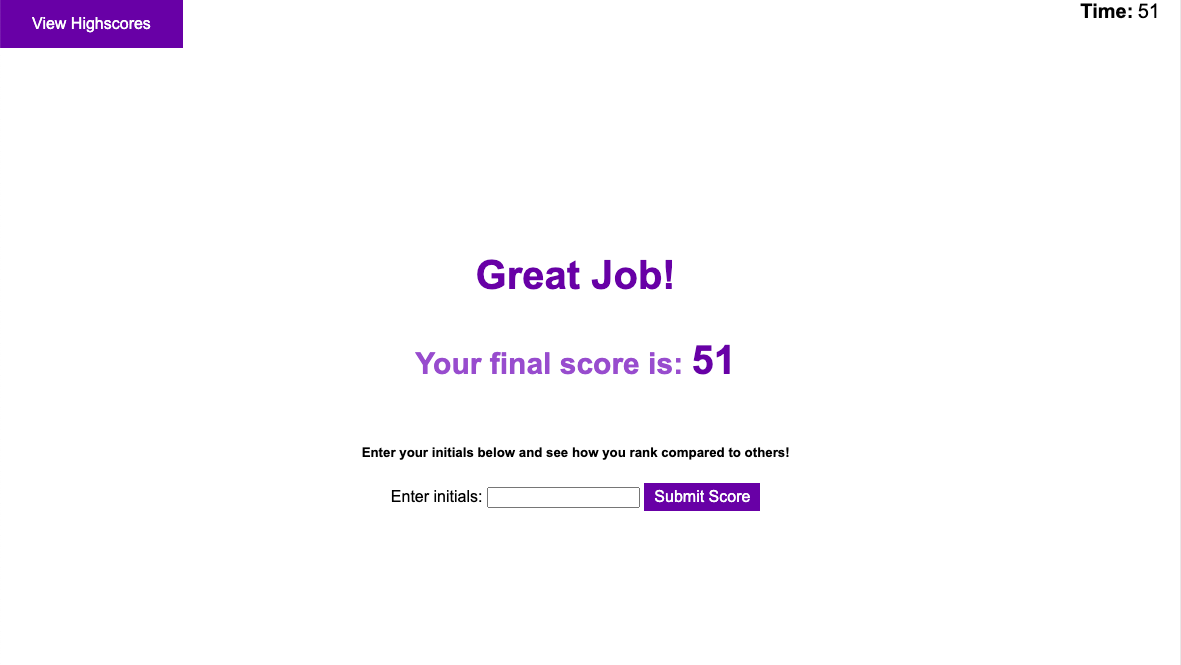 View Highscores
Time: 51
Great Job!
Your final score is: 51
Enter your initials below and see how you rank compared to others!
Enter initials:
Submit Score